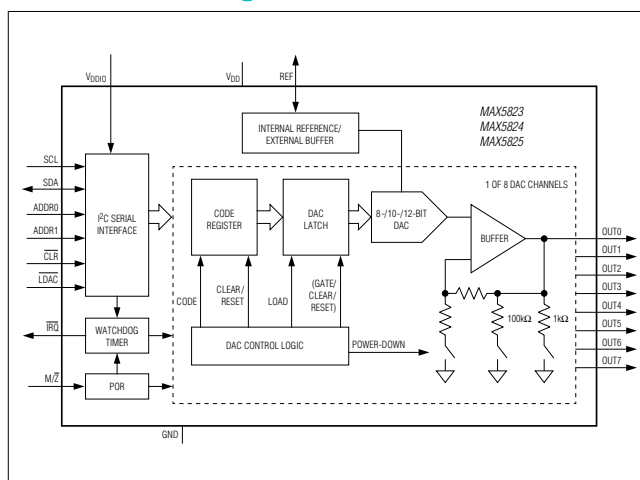 V_DDIO
V_DD
REF
MAX5823
MAX5824
MAX5825
INTERNAL REFERENCE/
EXTERNAL BUFFER
1 OF 8 DAC CHANNELS
SCL
SDA
ADDR0
ADDR1
CLR
LDAC
I²C SERIAL
INTERFACE
CODE
REGISTER
DAC
LATCH
8-/10-/12-BIT
DAC
BUFFER
OUT0
OUT1
OUT2
OUT3
OUT4
OUT5
OUT6
OUT7
CODE
CLEAR/
RESET
LOAD
(GATE/
CLEAR/
RESET)
100kΩ
1kΩ
IRQ
WATCHDOG
TIMER
DAC CONTROL LOGIC
POWER-DOWN
M/Z
POR
GND